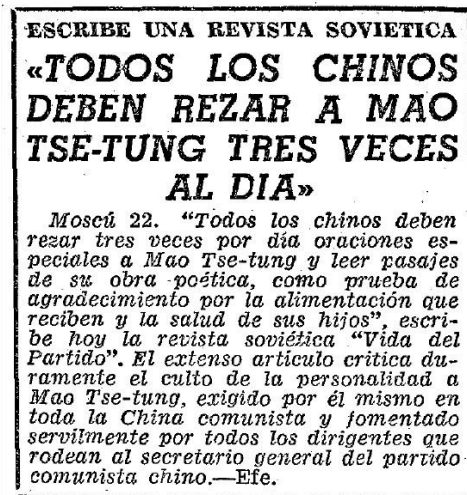 ESCRIBE UNA REVISTA SOVIETICA
«TODOS LOS CHINOS
DEBEN REZAR A MAO
TSE-TUNG TRES VECES
AL DIA»
Moscú 22. "Todos los chinos deben
rezar tres veces por día oraciones es-
peciales a Mao Tse-tung y leer pasajes
de su obra poética, como prueba de
agradecimiento por la alimentación que
reciben y la salud de sus hijos", escri-
be hoy la revista soviética "Vida del
Partido". El extenso artículo critica du-
ramente el culto de la personalidad a
Mao Tse-tung, exigido por él mismo en
toda la China comunista y fomentado
servilmente por todos los dirigentes que
rodean al secretario general del partido
comunista chino.—Efe.